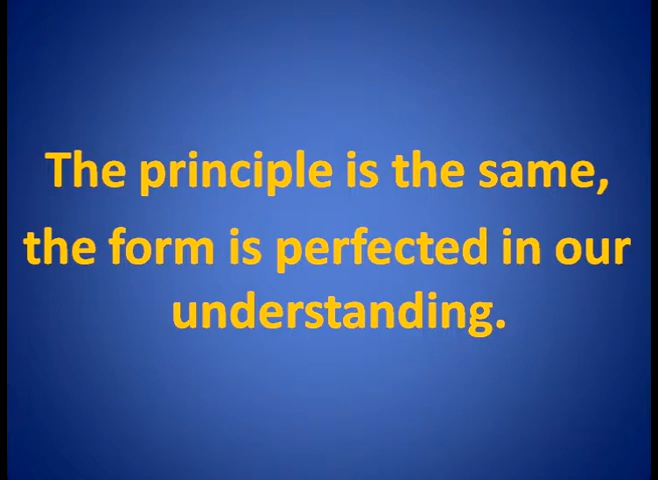 The principle is the same,
the form is perfected in our
understanding.